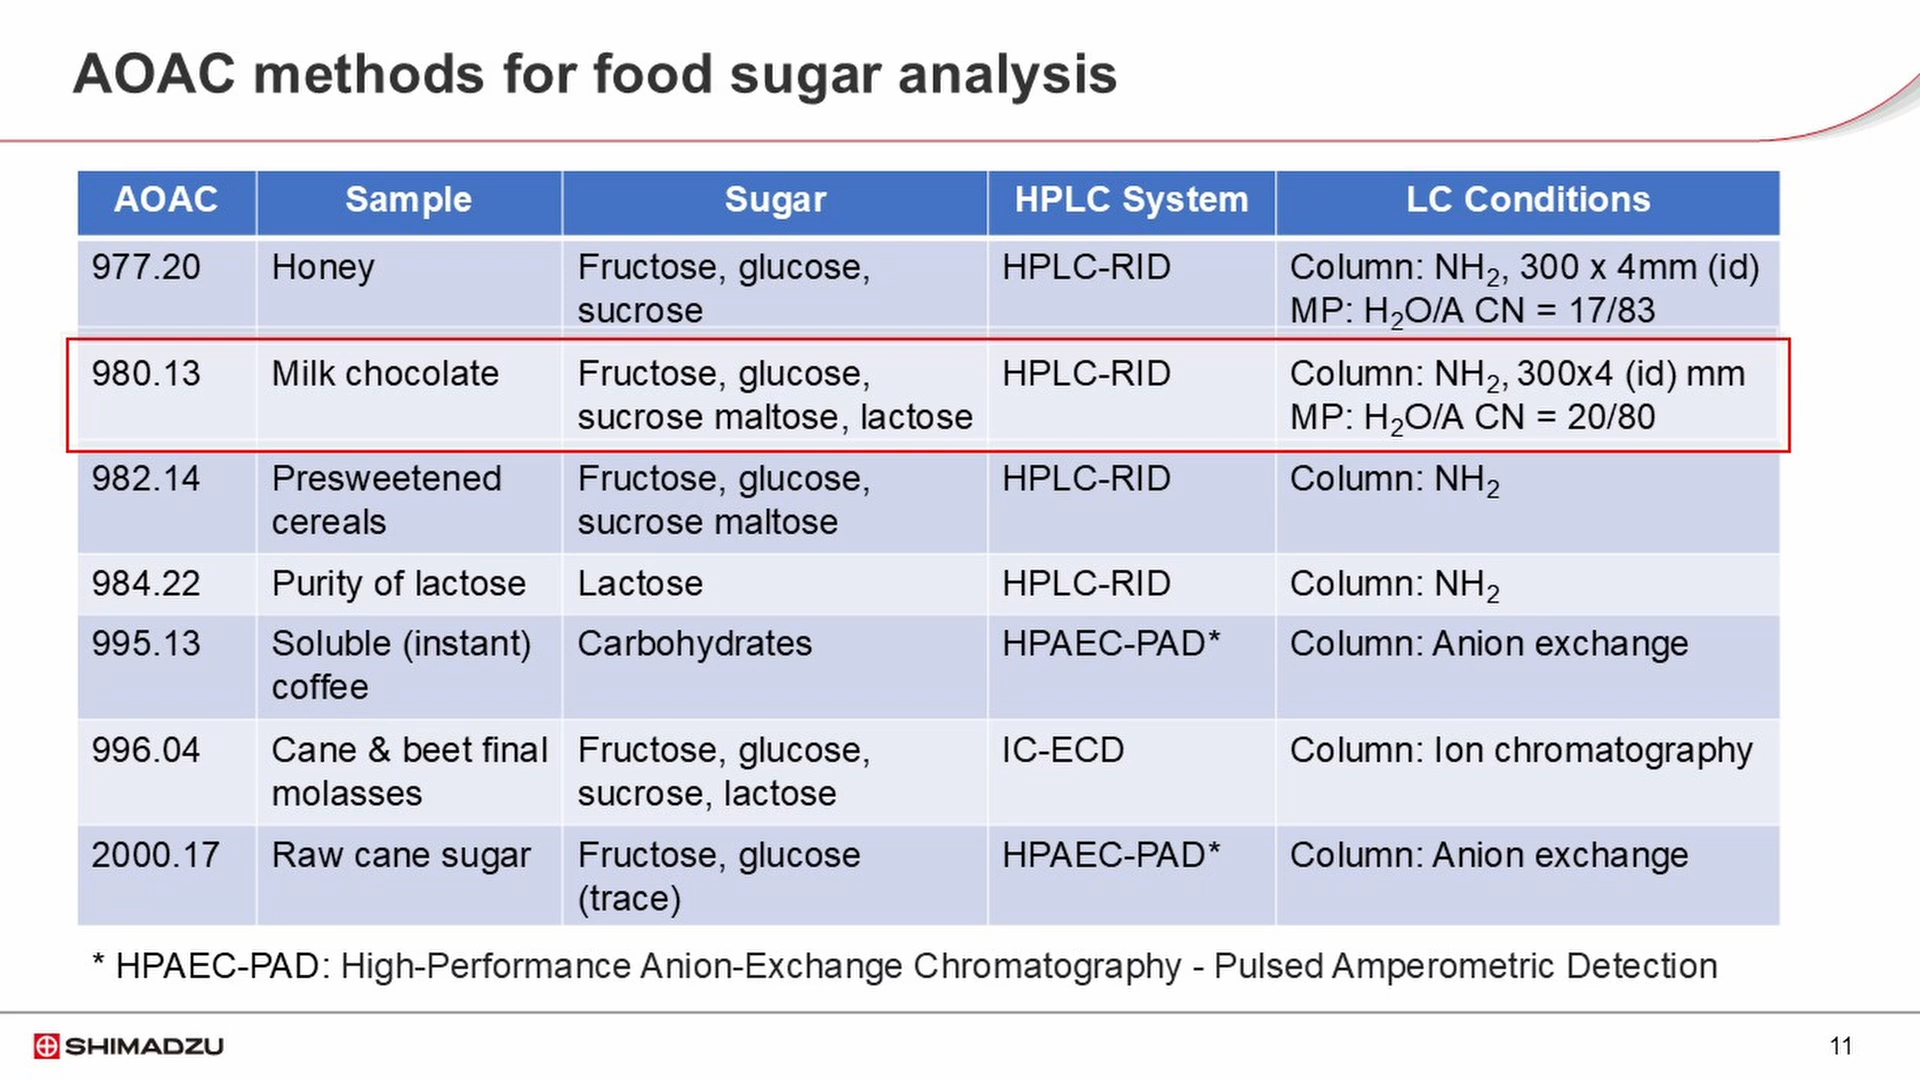 AOAC methods for food sugar analysis
AOAC Sample Sugar HPLC System LC Conditions
977.20 Honey Fructose, glucose, HPLC-RID Column: NH₂, 300 x 4mm (id)
sucrose MP: H₂O/A CN = 17/83
980.13 Milk chocolate Fructose, glucose, HPLC-RID Column: NH₂, 300x4 (id) mm
sucrose maltose, lactose MP: H₂O/A CN = 20/80
982.14 Presweetened Fructose, glucose, HPLC-RID Column: NH₂
cereals sucrose maltose
984.22 Purity of lactose Lactose HPLC-RID Column: NH₂
995.13 Soluble (instant) Carbohydrates HPAEC-PAD* Column: Anion exchange
coffee
996.04 Cane & beet final Fructose, glucose, IC-ECD Column: Ion chromatography
molasses sucrose, lactose
2000.17 Raw cane sugar Fructose, glucose HPAEC-PAD* Column: Anion exchange
(trace)
* HPAEC-PAD: High-Performance Anion-Exchange Chromatography - Pulsed Amperometric Detection
SHIMADZU
11